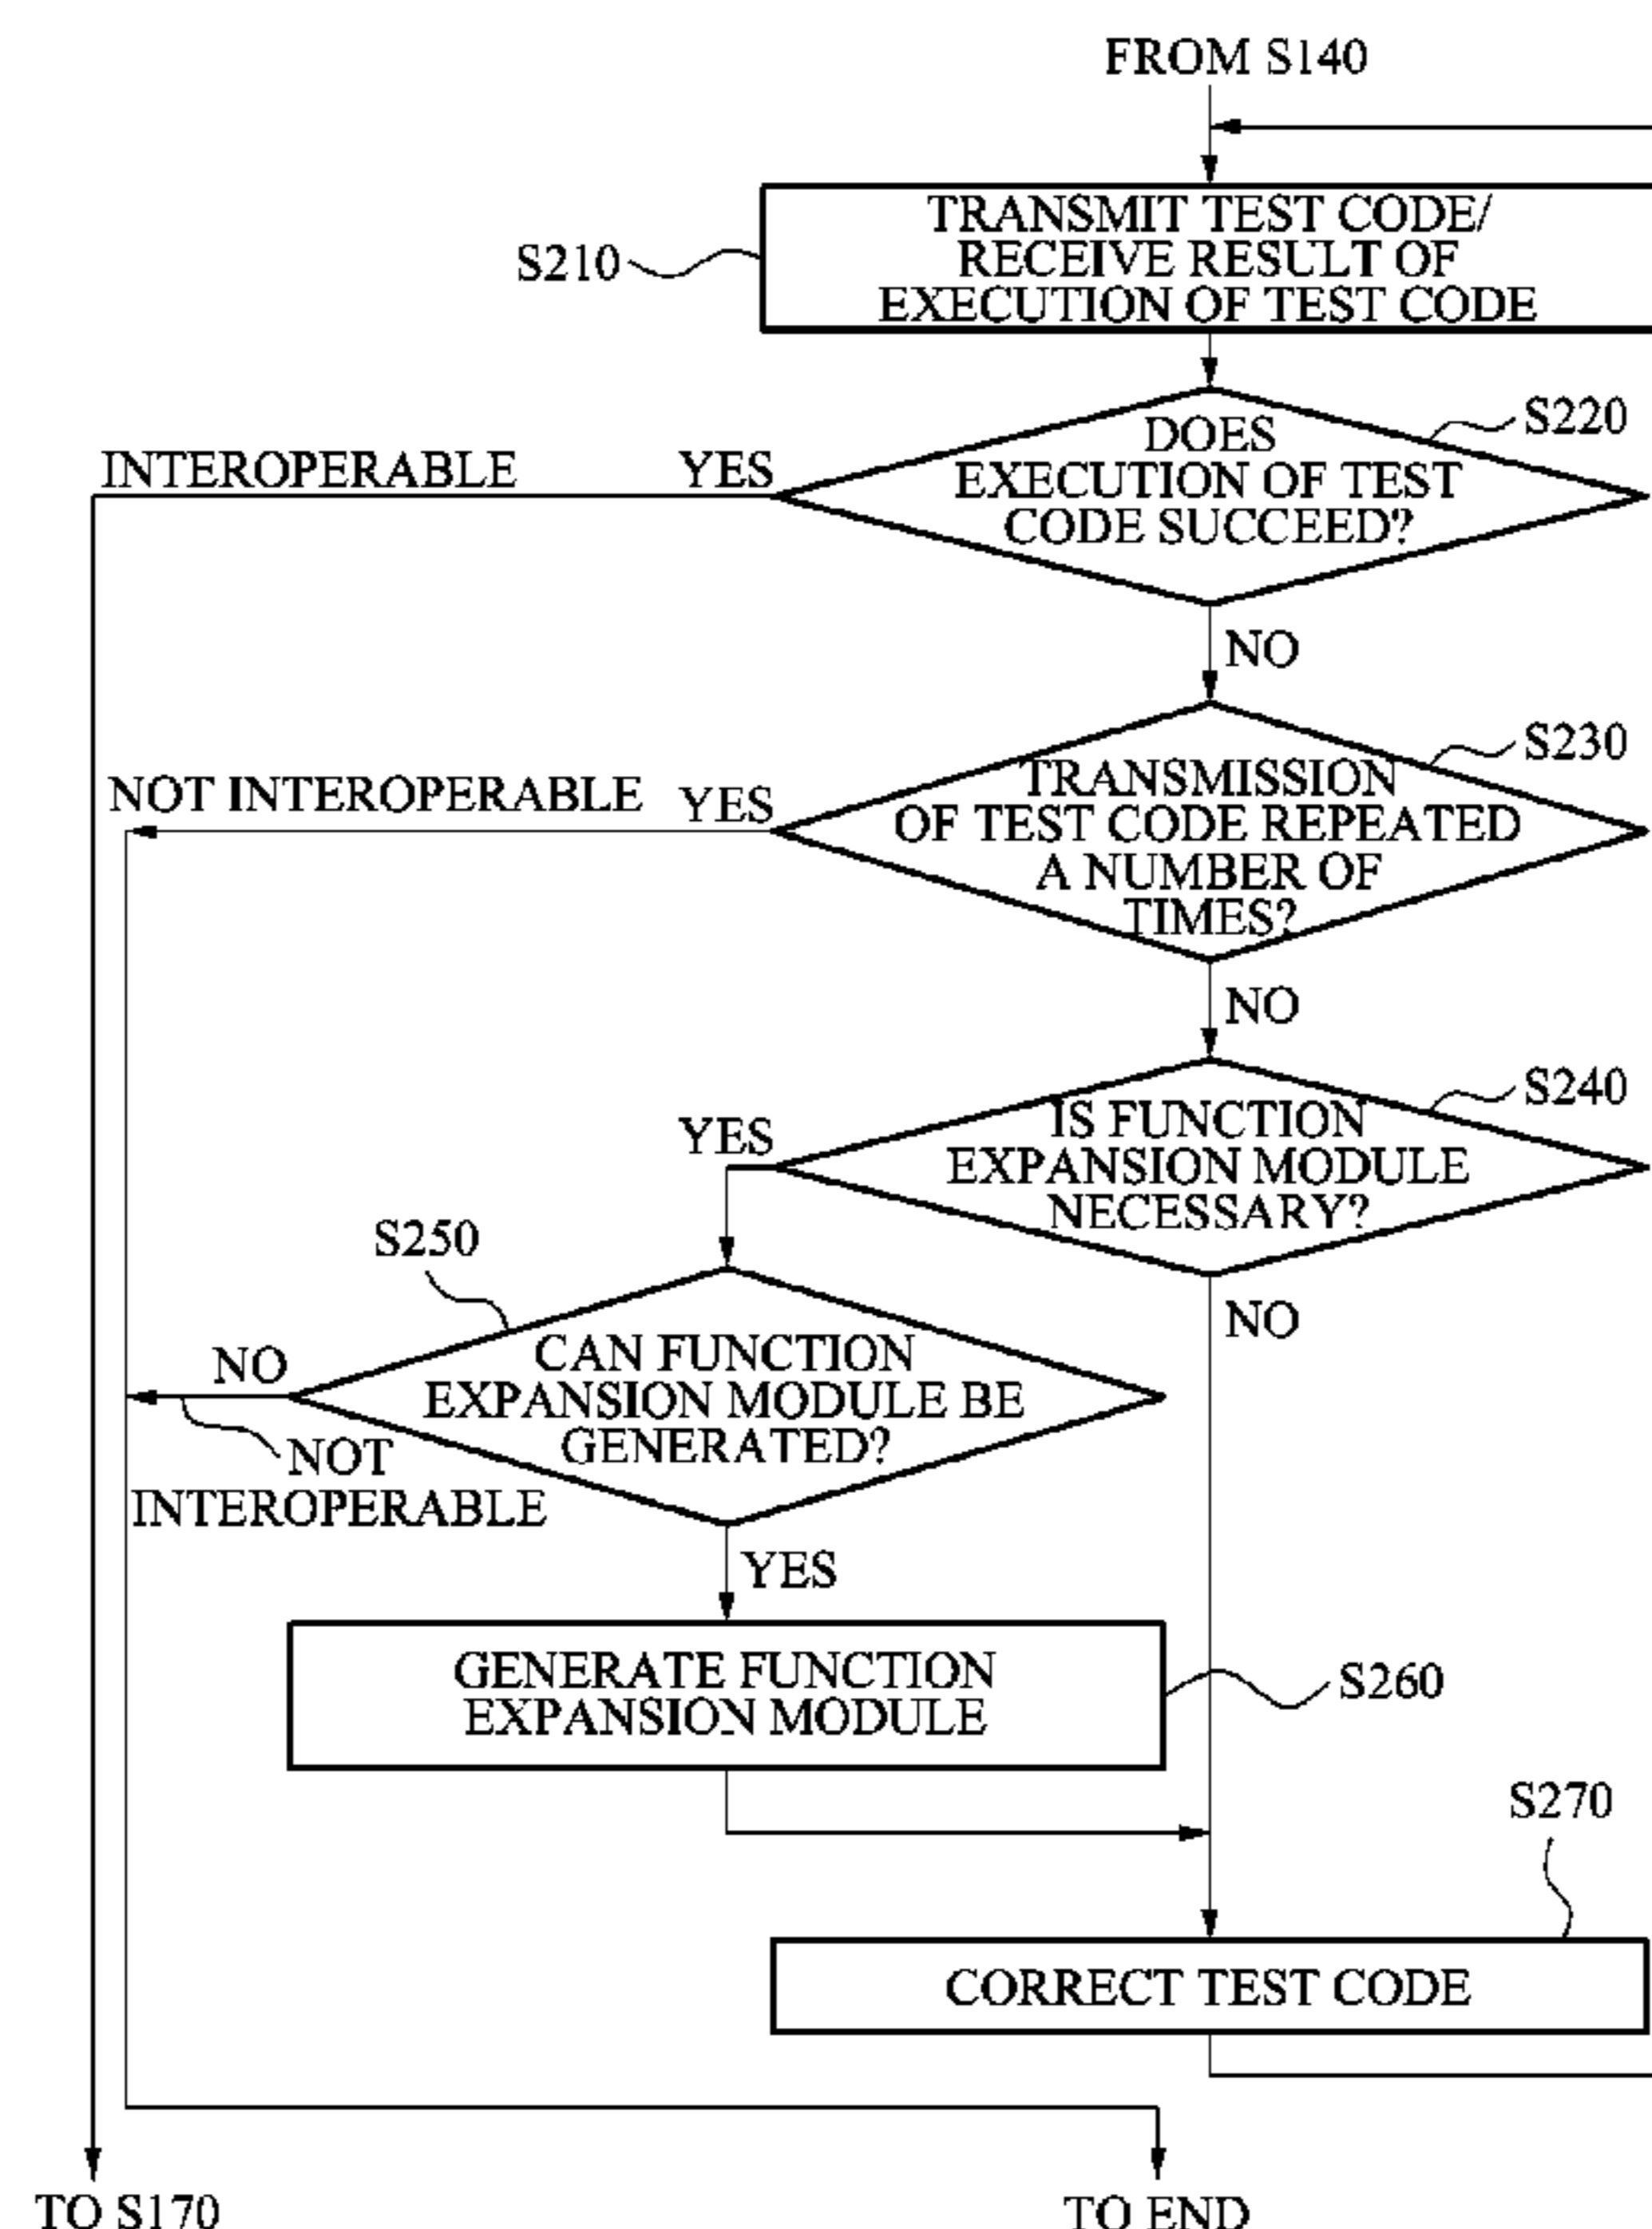 FROM S140
TRANSMIT TEST CODE/
RECEIVE RESULT OF
EXECUTION OF TEST CODE
S210
DOES
EXECUTION OF TEST
CODE SUCCEED?
S220
INTEROPERABLE
YES
NO
TRANSMISSION
OF TEST CODE REPEATED
A NUMBER OF
TIMES?
S230
NOT INTEROPERABLE
YES
NO
IS FUNCTION
EXPANSION MODULE
NECESSARY?
S240
YES
NO
S250
CAN FUNCTION
EXPANSION MODULE BE
GENERATED?
NO
NOT
INTEROPERABLE
YES
GENERATE FUNCTION
EXPANSION MODULE
S260
S270
CORRECT TEST CODE
TO S170
TO END